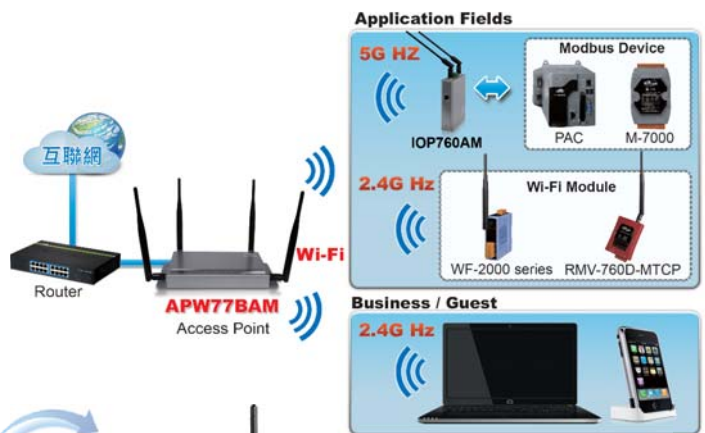 Application Fields
5G HZ
Modbus Device
IOP760AM
PAC
M-7000
互聯網
2.4G Hz
Wi-Fi Module
Wi-Fi
WF-2000 series
RMV-760D-MTCP
Router
APW77BAM
Access Point
Business / Guest
2.4G Hz